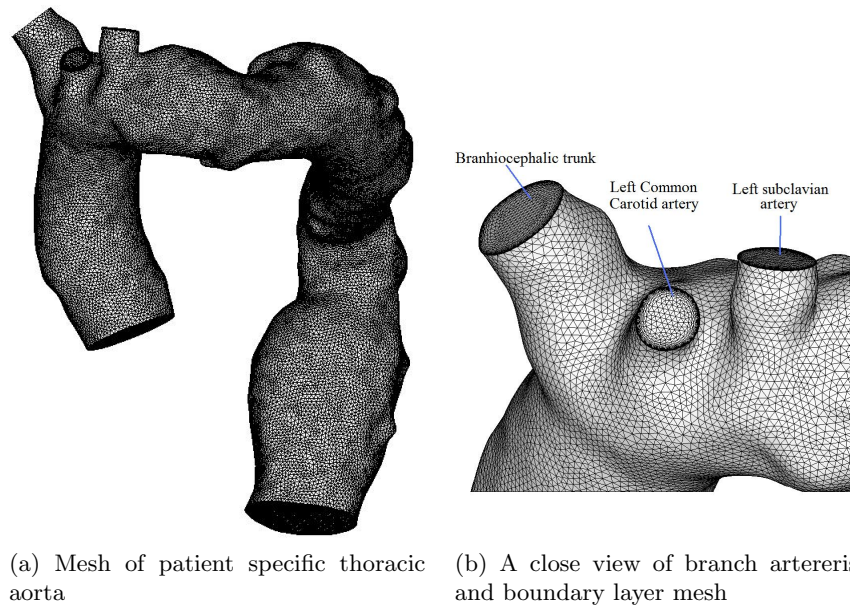 Branhiocephalic trunk
Left Common
Carotid artery
Left subclavian
artery
(a) Mesh of patient specific thoracic
aorta
(b) A close view of branch artereris
and boundary layer mesh